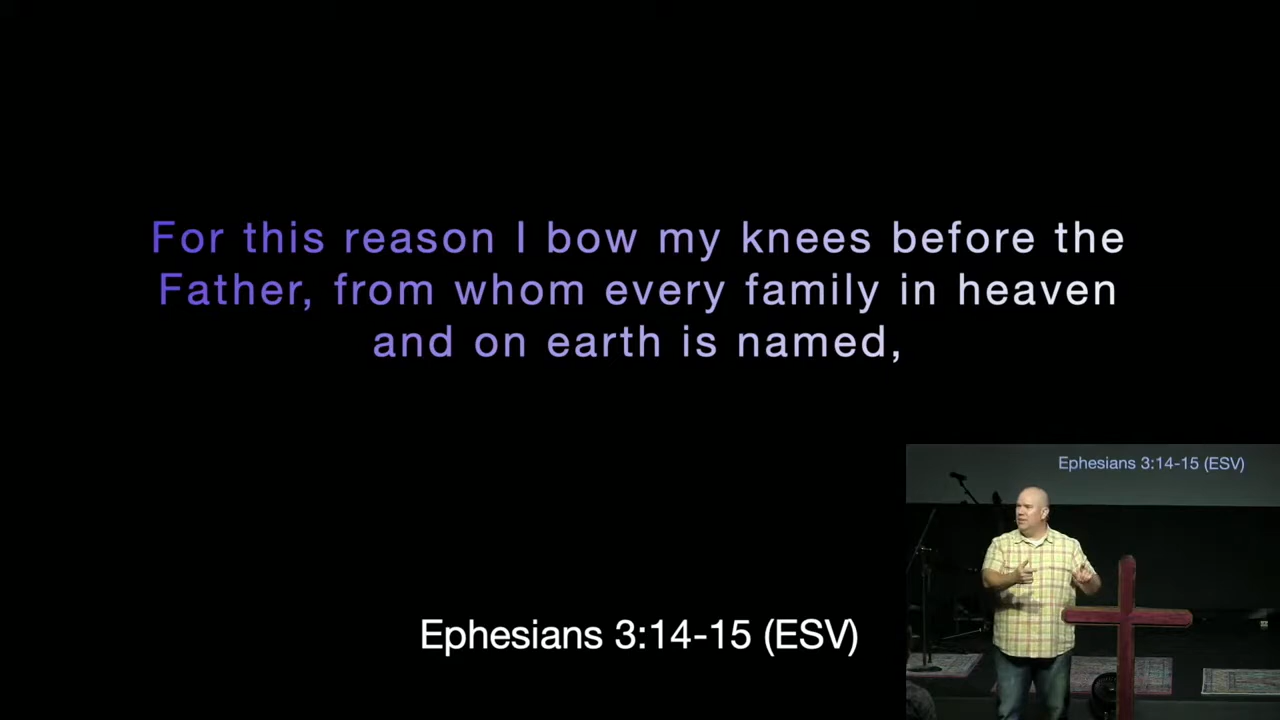 For this reason I bow my knees before the
Father, from whom every family in heaven
and on earth is named,
Ephesians 3:14-15 (ESV)
Ephesians 3:14-15 (ESV)